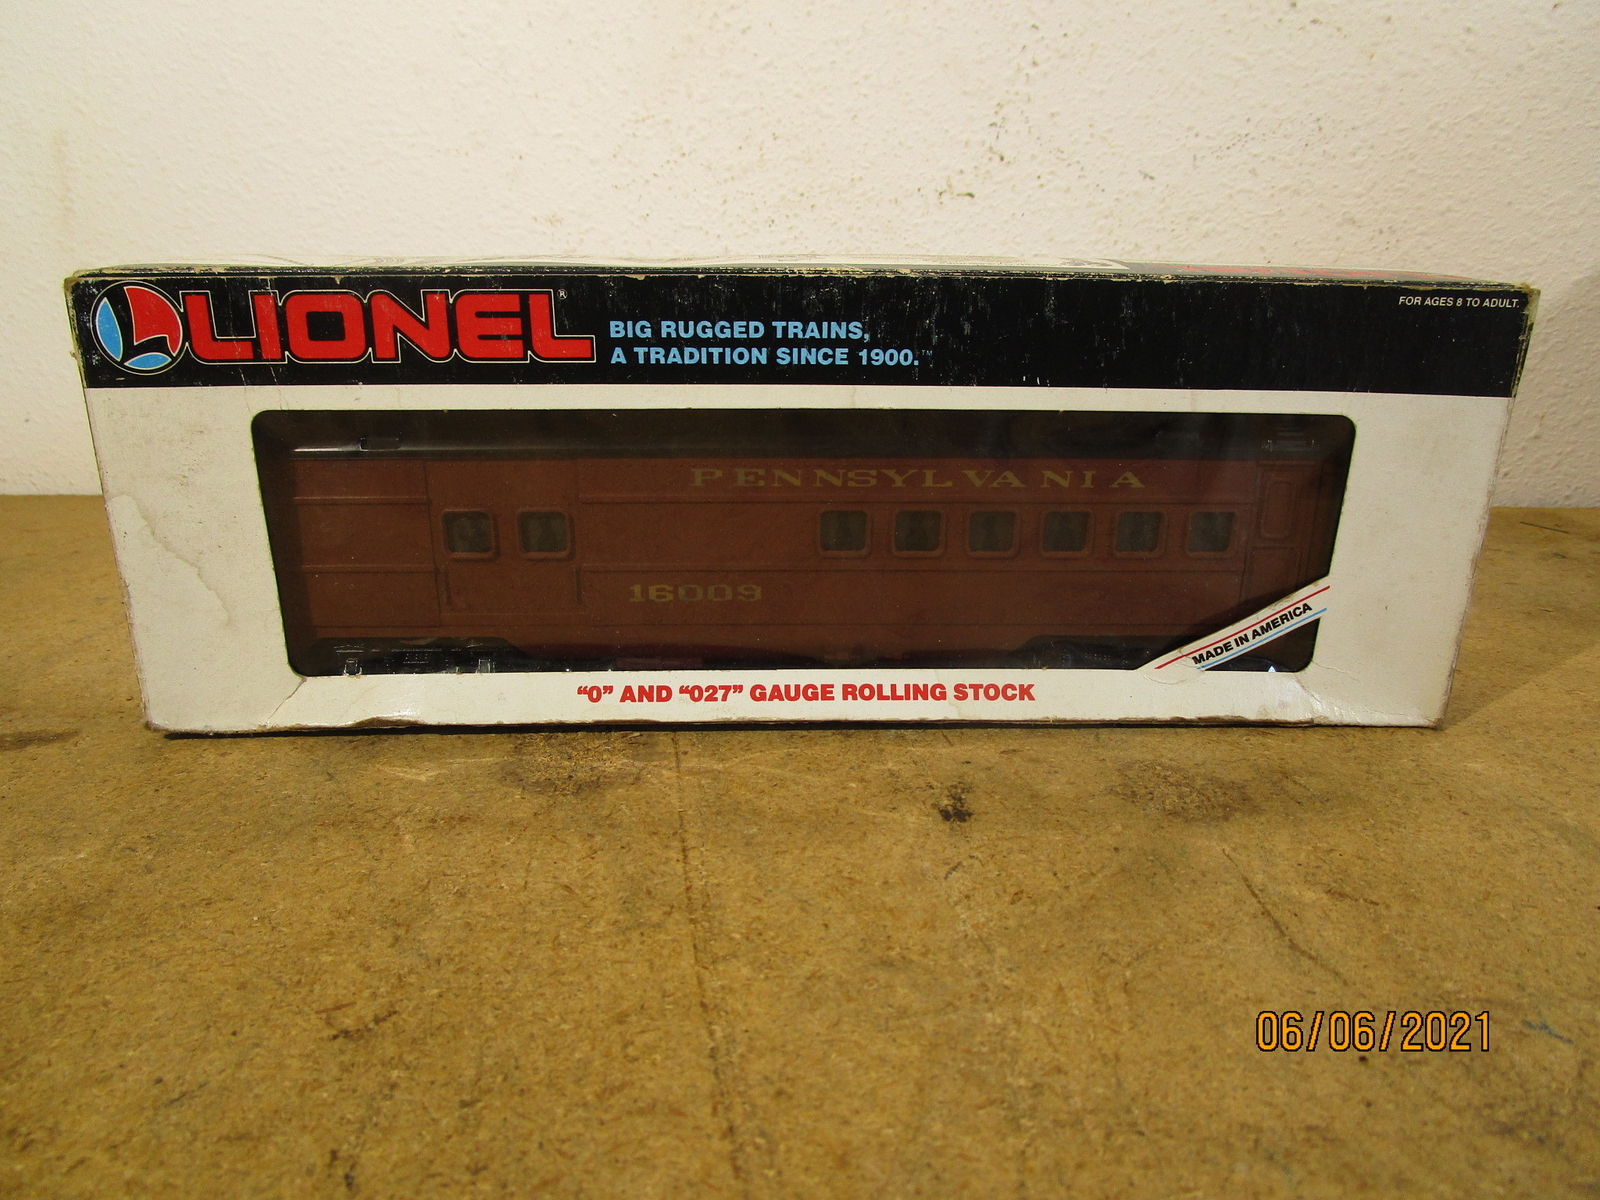 LIONEL®
BIG RUGGED TRAINS,
A TRADITION SINCE 1900.™
FOR AGES 8 TO ADULT.
PENNSYLVANIA
16009
MADE IN AMERICA
“O” AND “027” GAUGE ROLLING STOCK
06/06/2021